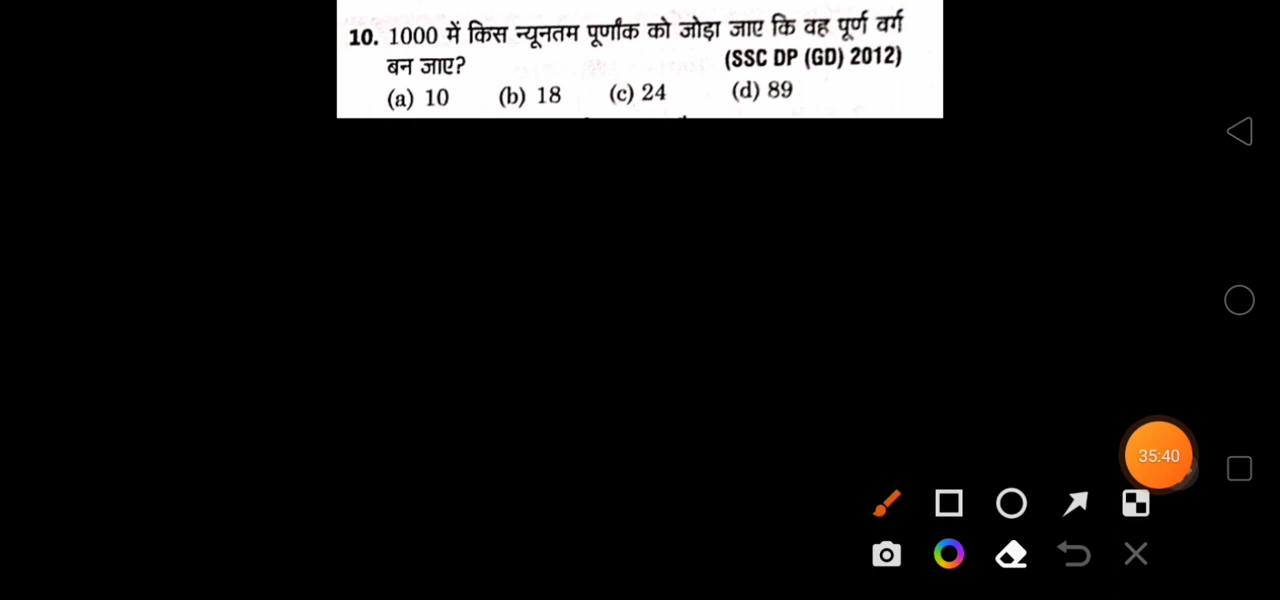 10. 1000 में किस न्यूनतम पूर्णांक को जोड़ा जाए कि वह पूर्ण वर्ग
बन जाए? (SSC DP (GD) 2012)
(a) 10 (b) 18 (c) 24 (d) 89
35:40